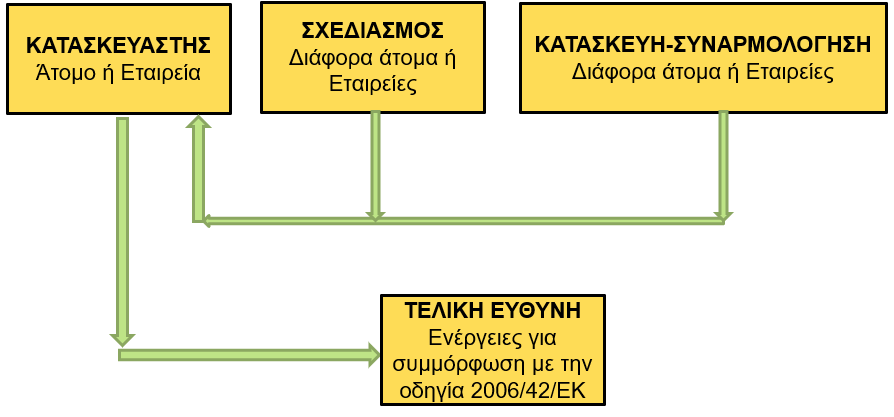 ΚΑΤΑΣΚΕΥΑΣΤΗΣ
Άτομο ή Εταιρεία
ΣΧΕΔΙΑΣΜΟΣ
Διάφορα άτομα ή
Εταιρείες
ΚΑΤΑΣΚΕΥΗ-ΣΥΝΑΡΜΟΛΟΓΗΣΗ
Διάφορα άτομα ή Εταιρείες
ΤΕΛΙΚΗ ΕΥΘΥΝΗ
Ενέργειες για
συμμόρφωση με την
οδηγία 2006/42/ΕΚ